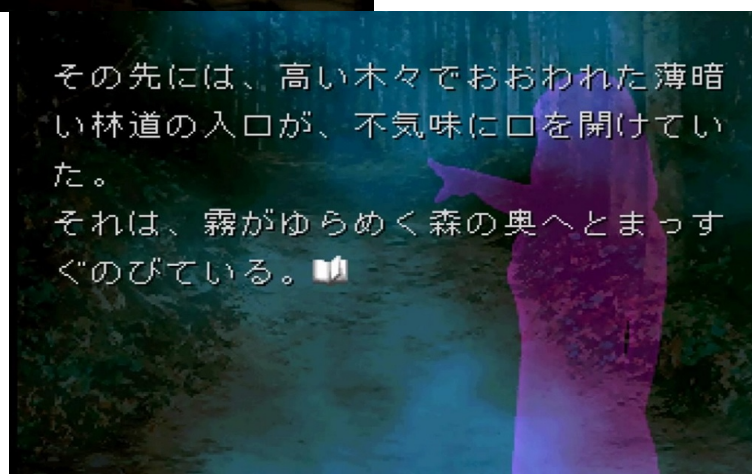 その先には、高い木々でおおわれた薄暗
い林道の入口が、不気味に口を開けてい
た。
それは、霧がゆらめく森の奥へとまっす
ぐのびている。